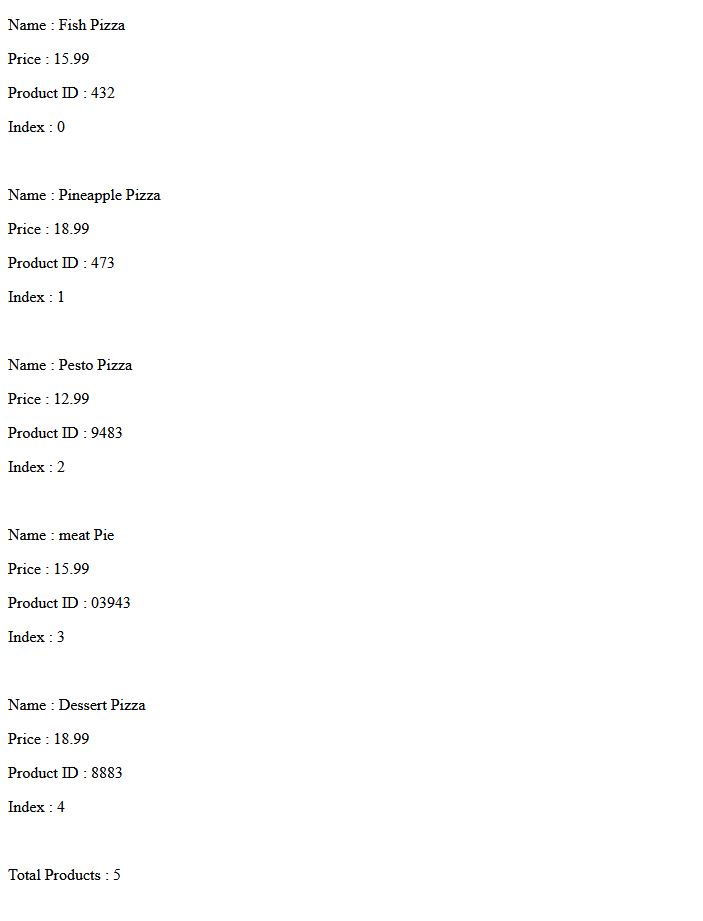 Name : Fish Pizza
Price : 15.99
Product ID : 432
Index : 0
Name : Pineapple Pizza
Price : 18.99
Product ID : 473
Index : 1
Name : Pesto Pizza
Price : 12.99
Product ID : 9483
Index : 2
Name : meat Pie
Price : 15.99
Product ID : 03943
Index : 3
Name : Dessert Pizza
Price : 18.99
Product ID : 8883
Index : 4
Total Products : 5